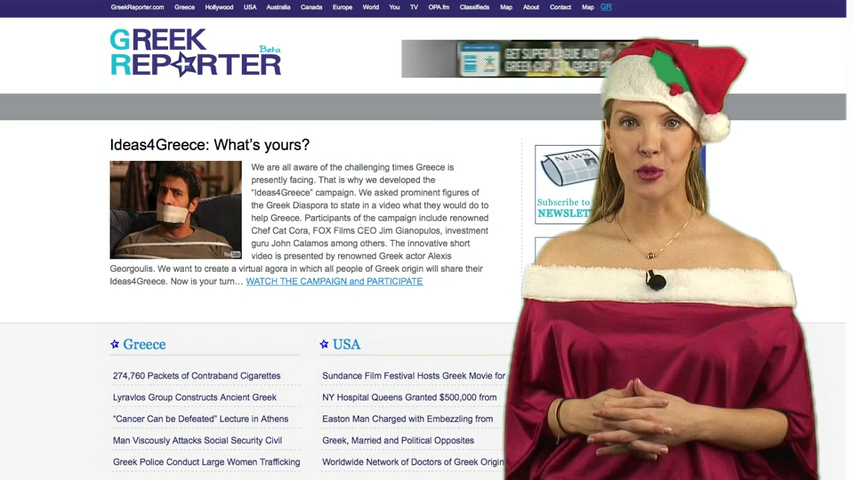 GreekReporter.com Greece Hollywood USA Australia Canada Europe World You TV OPA.fm Classifieds Map About Contact Map GR
GREEK
REPORTER
Beta
GET SUPERLEAGUE AND
GREEK CUP
Ideas4Greece: What's yours?
We are all aware of the challenging times Greece is
presently facing. That is why we developed the
"Ideas4Greece" campaign. We asked prominent figures of
the Greek Diaspora to state in a video what they would do to
help Greece. Participants of the campaign include renowned
Chef Cat Cora, FOX Films CEO Jim Gianopulos, investment
guru John Calamos among others. The innovative short
video is presented by renowned Greek actor Alexis
Georgoulis. We want to create a virtual agora in which all people of Greek origin will share their
Ideas4Greece. Now is your turn… WATCH THE CAMPAIGN and PARTICIPATE
NEWS
Subscribe to
NEWSLET
Greece
274,760 Packets of Contraband Cigarettes
Lyravlos Group Constructs Ancient Greek
"Cancer Can be Defeated" Lecture in Athens
Man Viscously Attacks Social Security Civil
Greek Police Conduct Large Women Trafficking
USA
Sundance Film Festival Hosts Greek Movie for
NY Hospital Queens Granted $500,000 from
Easton Man Charged with Embezzling from
Greek, Married and Political Opposites
Worldwide Network of Doctors of Greek Origin